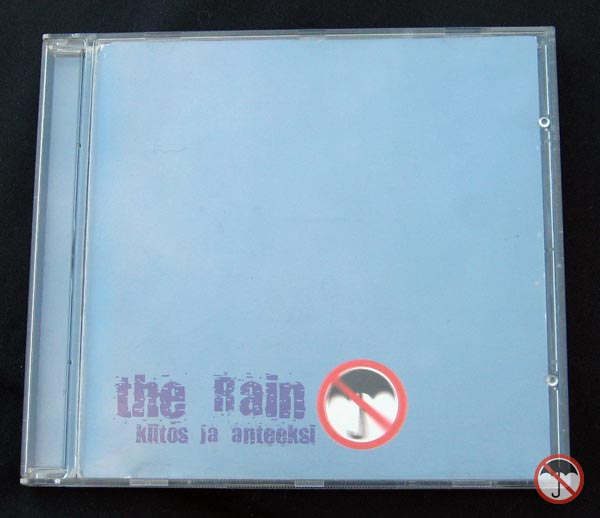 the Rain
kiitos ja anteeksi